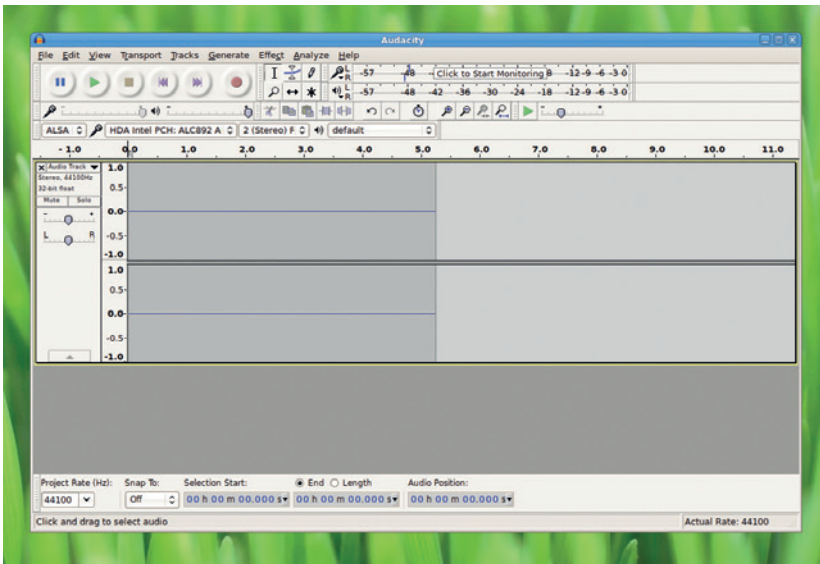 Audacity
File Edit View Transport Tracks Generate Effect Analyze Help
L R -57 -48 - Click to Start Monitoring 8 -12 -9 -6 -3 0
L R -57 -48 -42 -36 -30 -24 -18 -12 -9 -6 -3 0
ALSA HDA Intel PCH: ALC892 A 2 (Stereo) F default
- 1.0 0.0 1.0 2.0 3.0 4.0 5.0 6.0 7.0 8.0 9.0 10.0 11.0
Audio Track
Stereo, 44100Hz
32-bit float
Mute Solo
- +
L R
1.0
0.5
0.0
-0.5
-1.0
1.0
0.5
0.0
-0.5
-1.0
Project Rate (Hz): Snap To: Selection Start: End Length Audio Position:
44100 Off 00 h 00 m 00.000 s 00 h 00 m 00.000 s 00 h 00 m 00.000 s
Click and drag to select audio Actual Rate: 44100